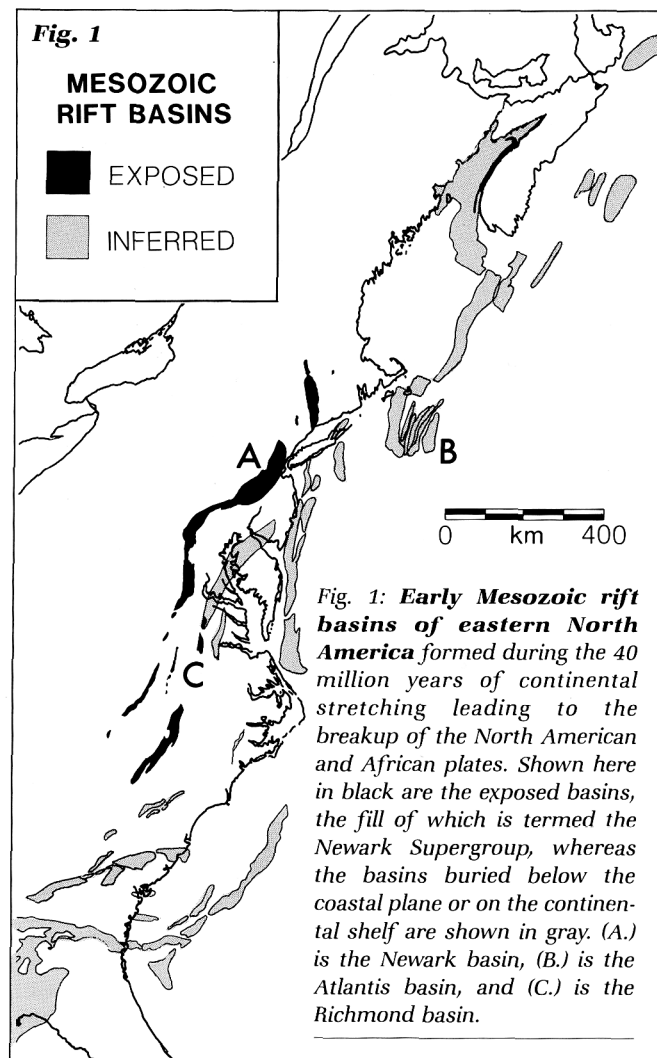 Fig. 1
MESOZOIC
RIFT BASINS
EXPOSED
INFERRED
A
B
0 400
km
C
Fig. 1: Early Mesozoic rift
basins of eastern North
America formed during the 40
million years of continental
stretching leading to the
breakup of the North American
and African plates. Shown here
in black are the exposed basins,
the fill of which is termed the
Newark Supergroup, whereas
the basins buried below the
coastal plane or on the continen-
tal shelf are shown in gray. (A.)
is the Newark basin, (B.) is the
Atlantis basin, and (C.) is the
Richmond basin.